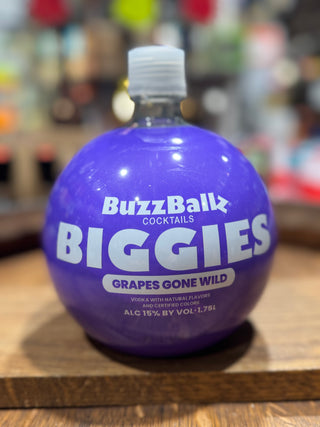 BuzzBallz
COCKTAILS
BIGGIES
GRAPES GONE WILD
VODKA WITH NATURAL FLAVORS
AND CERTIFIED COLORS
ALC 15% BY VOL•1.75L